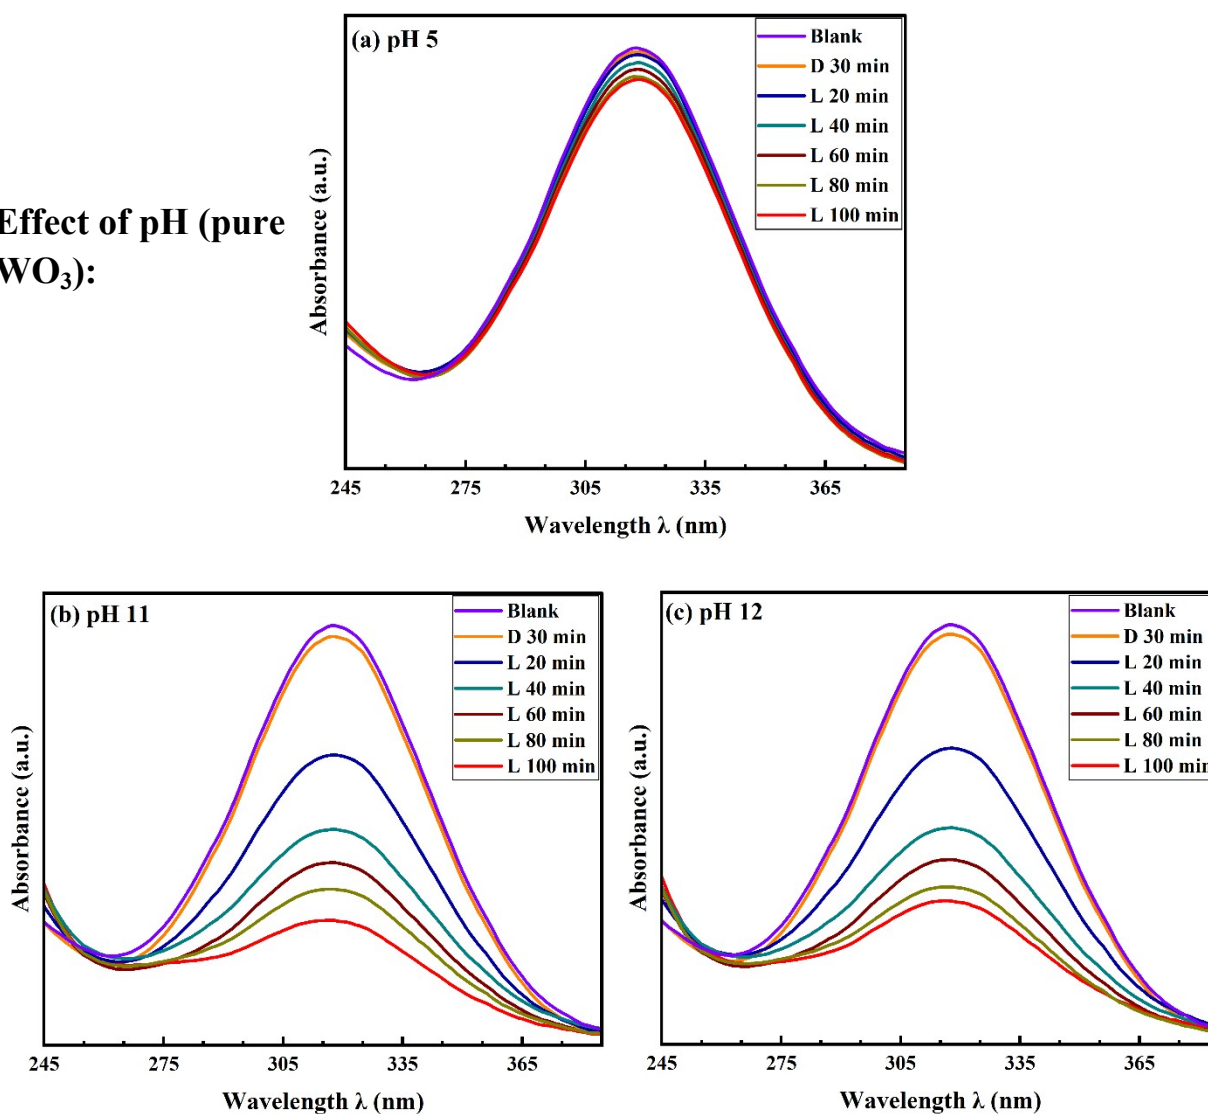 (a) pH 5
Blank
D 30 min
L 20 min
L 40 min
L 60 min
L 80 min
L 100 min
Effect of pH (pure
WO₃):
Absorbance (a.u.)
245 275 305 335 365
Wavelength λ (nm)
(b) pH 11
Blank
D 30 min
L 20 min
L 40 min
L 60 min
L 80 min
L 100 min
Absorbance (a.u.)
245 275 305 335 365
Wavelength λ (nm)
(c) pH 12
Blank
D 30 min
L 20 min
L 40 min
L 60 min
L 80 min
L 100 min
Absorbance (a.u.)
245 275 305 335 365
Wavelength λ (nm)